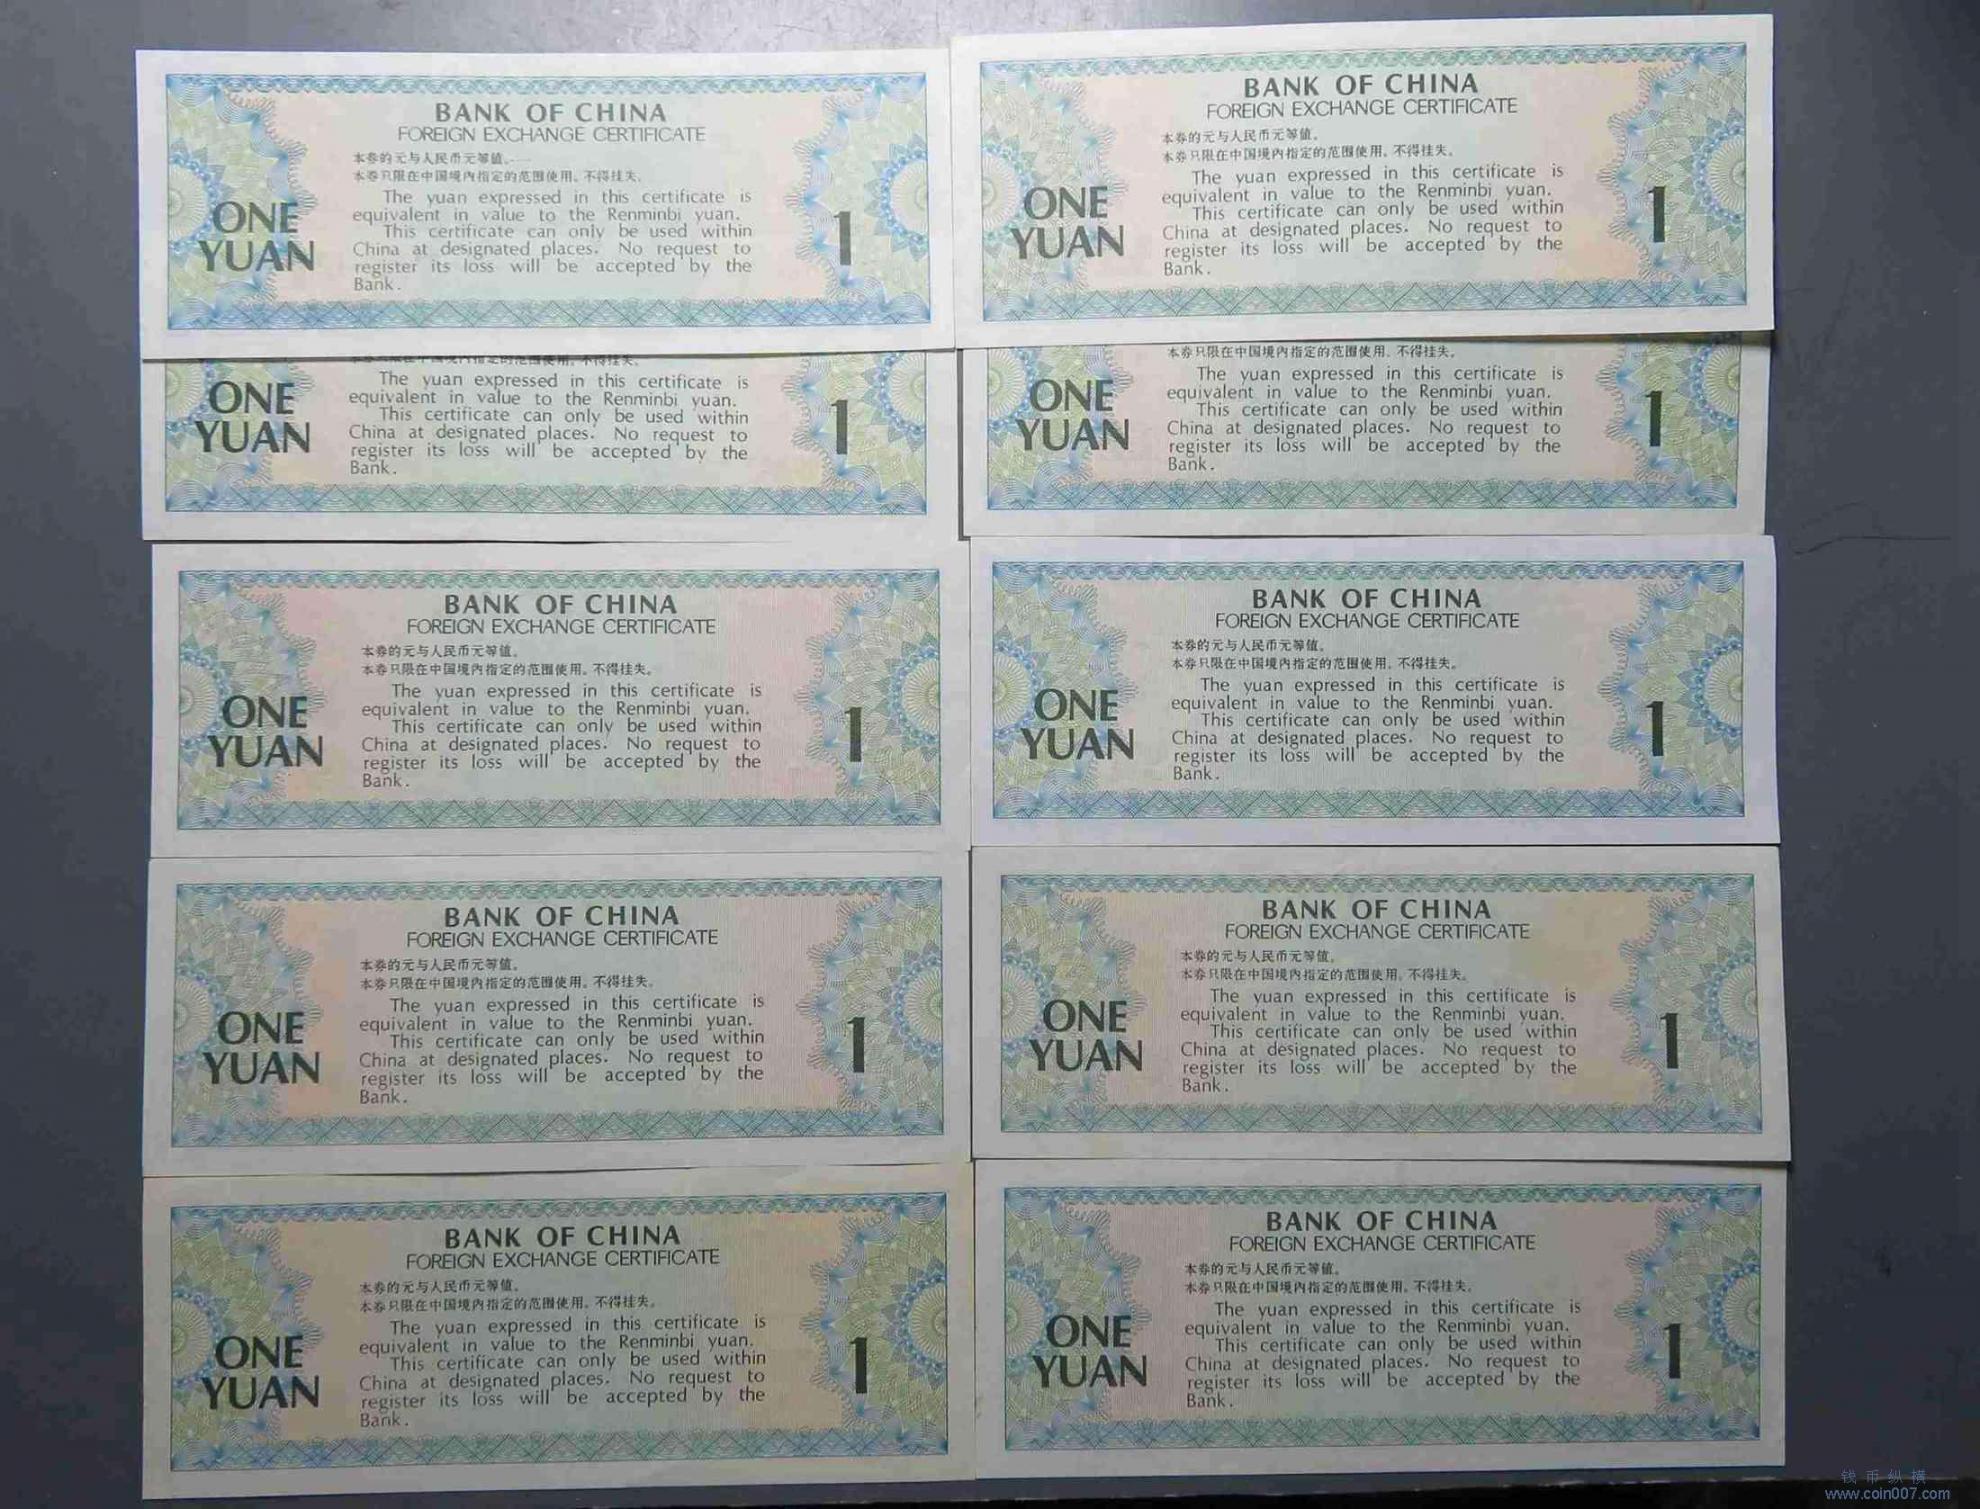 BANK OF CHINA
FOREIGN EXCHANGE CERTIFICATE
本券的元与人民币元等值。
本券只限在中国境内指定的范围使用。不得挂失。
The yuan expressed in this certificate is
equivalent in value to the Renminbi yuan.
This certificate can only be used within
China at designated places. No request to
register its loss will be accepted by the
Bank.
ONE
YUAN
1
BANK OF CHINA
FOREIGN EXCHANGE CERTIFICATE
本券的元与人民币元等值。
本券只限在中国境内指定的范围使用。不得挂失。
The yuan expressed in this certificate is
equivalent in value to the Renminbi yuan.
This certificate can only be used within
China at designated places. No request to
register its loss will be accepted by the
Bank.
ONE
YUAN
1
本券只限在中国境内指定的范围使用。不得挂失。
The yuan expressed in this certificate is
equivalent in value to the Renminbi yuan.
This certificate can only be used within
China at designated places. No request to
register its loss will be accepted by the
Bank.
ONE
YUAN
1
本券只限在中国境内指定的范围使用。不得挂失。
The yuan expressed in this certificate is
equivalent in value to the Renminbi yuan.
This certificate can only be used within
China at designated places. No request to
register its loss will be accepted by the
Bank.
ONE
YUAN
1
BANK OF CHINA
FOREIGN EXCHANGE CERTIFICATE
本券的元与人民币元等值。
本券只限在中国境内指定的范围使用。不得挂失。
The yuan expressed in this certificate is
equivalent in value to the Renminbi yuan.
This certificate can only be used within
China at designated places. No request to
register its loss will be accepted by the
Bank.
ONE
YUAN
1
BANK OF CHINA
FOREIGN EXCHANGE CERTIFICATE
本券的元与人民币元等值。
本券只限在中国境内指定的范围使用。不得挂失。
The yuan expressed in this certificate is
equivalent in value to the Renminbi yuan.
This certificate can only be used within
China at designated places. No request to
register its loss will be accepted by the
Bank.
ONE
YUAN
1
BANK OF CHINA
FOREIGN EXCHANGE CERTIFICATE
本券的元与人民币元等值。
本券只限在中国境内指定的范围使用。不得挂失。
The yuan expressed in this certificate is
equivalent in value to the Renminbi yuan.
This certificate can only be used within
China at designated places. No request to
register its loss will be accepted by the
Bank.
ONE
YUAN
1
BANK OF CHINA
FOREIGN EXCHANGE CERTIFICATE
本券的元与人民币元等值。
本券只限在中国境内指定的范围使用。不得挂失。
The yuan expressed in this certificate is
equivalent in value to the Renminbi yuan.
This certificate can only be used within
China at designated places. No request to
register its loss will be accepted by the
Bank.
ONE
YUAN
1
BANK OF CHINA
FOREIGN EXCHANGE CERTIFICATE
本券的元与人民币元等值。
本券只限在中国境内指定的范围使用。不得挂失。
The yuan expressed in this certificate is
equivalent in value to the Renminbi yuan.
This certificate can only be used within
China at designated places. No request to
register its loss will be accepted by the
Bank.
ONE
YUAN
1
BANK OF CHINA
FOREIGN EXCHANGE CERTIFICATE
本券的元与人民币元等值。
本券只限在中国境内指定的范围使用。不得挂失。
The yuan expressed in this certificate is
equivalent in value to the Renminbi yuan.
This certificate can only be used within
China at designated places. No request to
register its loss will be accepted by the
Bank.
ONE
YUAN
1
钱币纵横
www.coin007.com